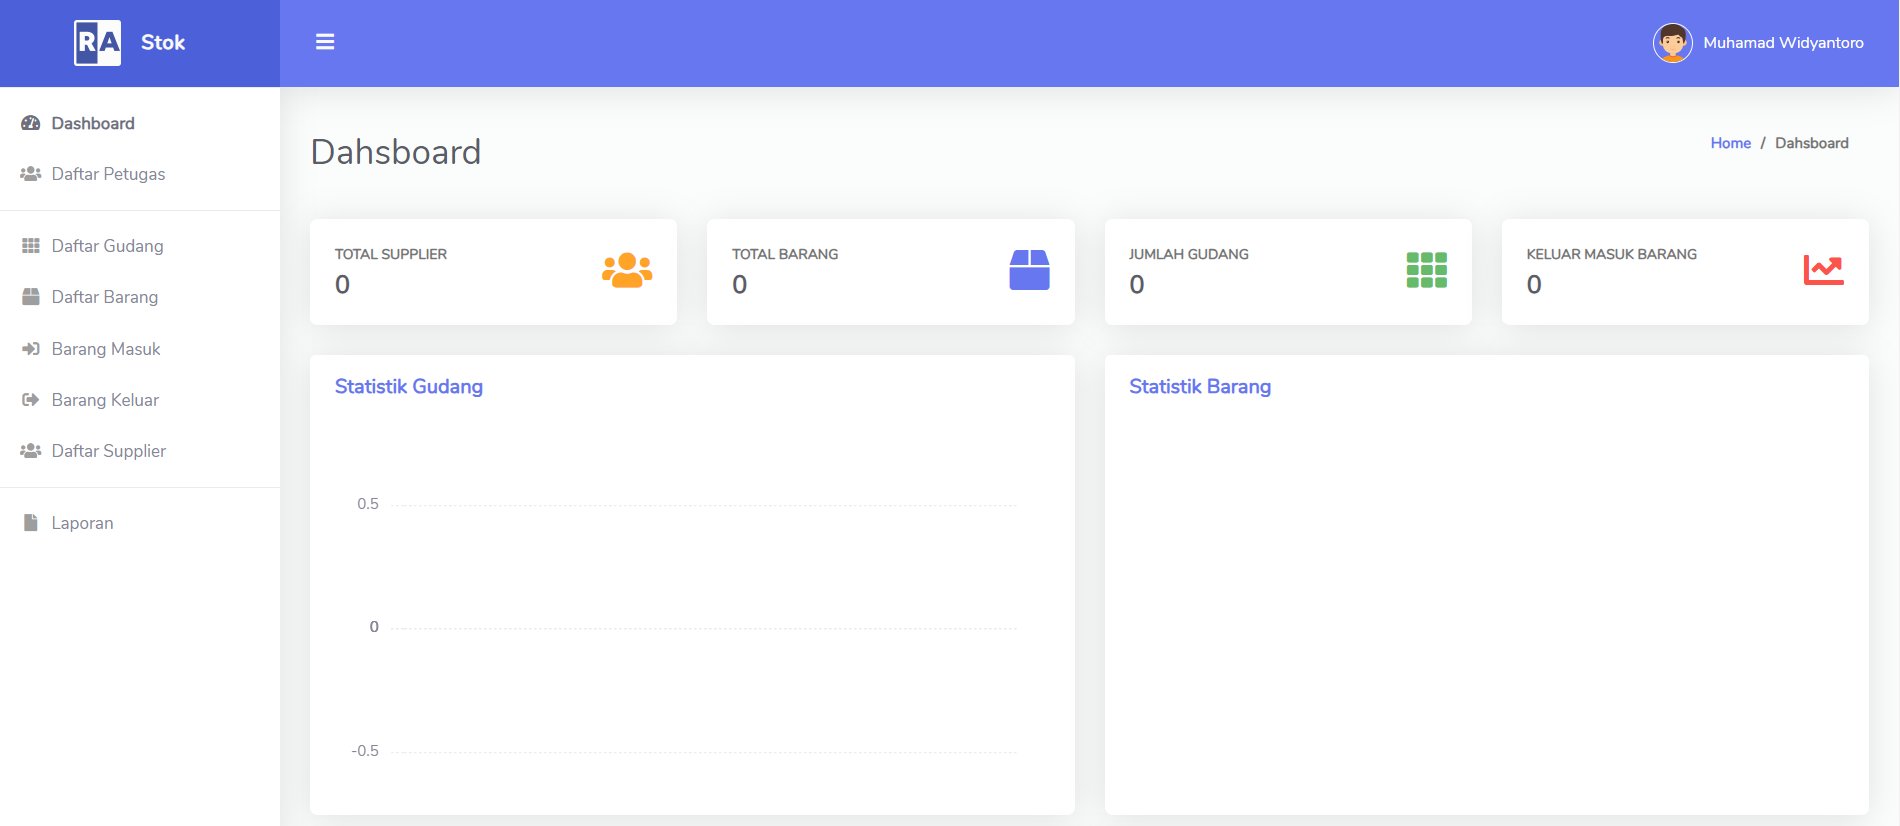 RA Stok
Muhamad Widyantoro
Dashboard
Daftar Petugas
Daftar Gudang
Daftar Barang
Barang Masuk
Barang Keluar
Daftar Supplier
Laporan
Dahsboard
Home / Dahsboard
TOTAL SUPPLIER
0
TOTAL BARANG
0
JUMLAH GUDANG
0
KELUAR MASUK BARANG
0
Statistik Gudang
0.5
0
-0.5
Statistik Barang